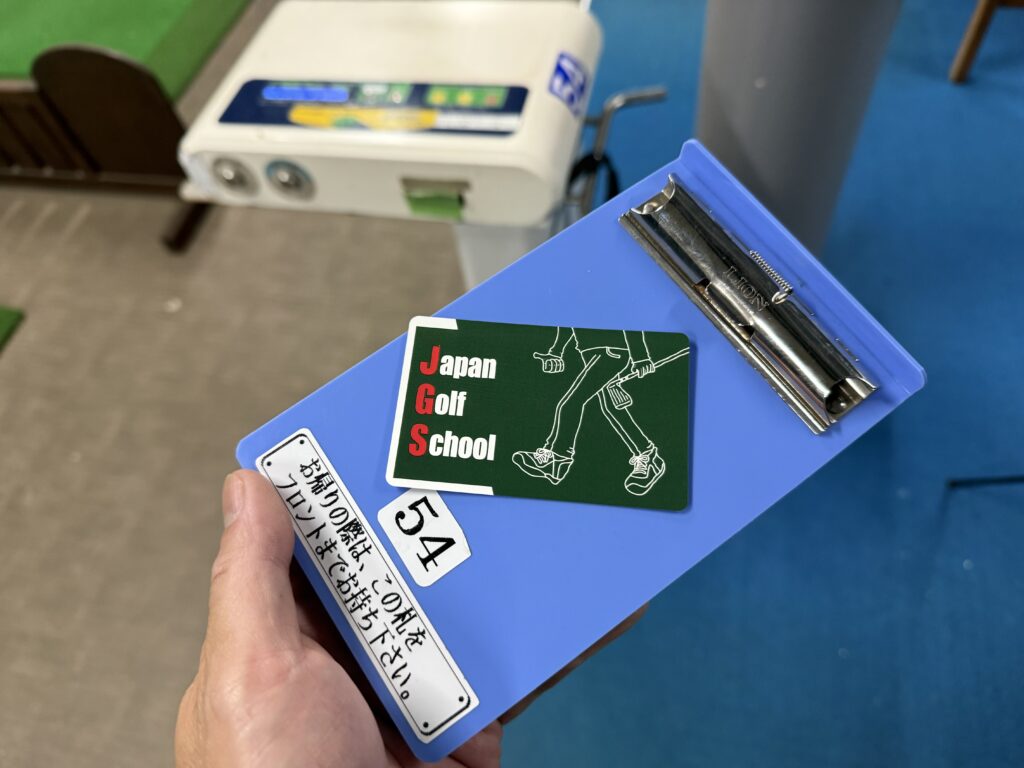 LION
Japan
Golf
School
54
お帰りの際は、この札を
フロントまでお持ち下さい。